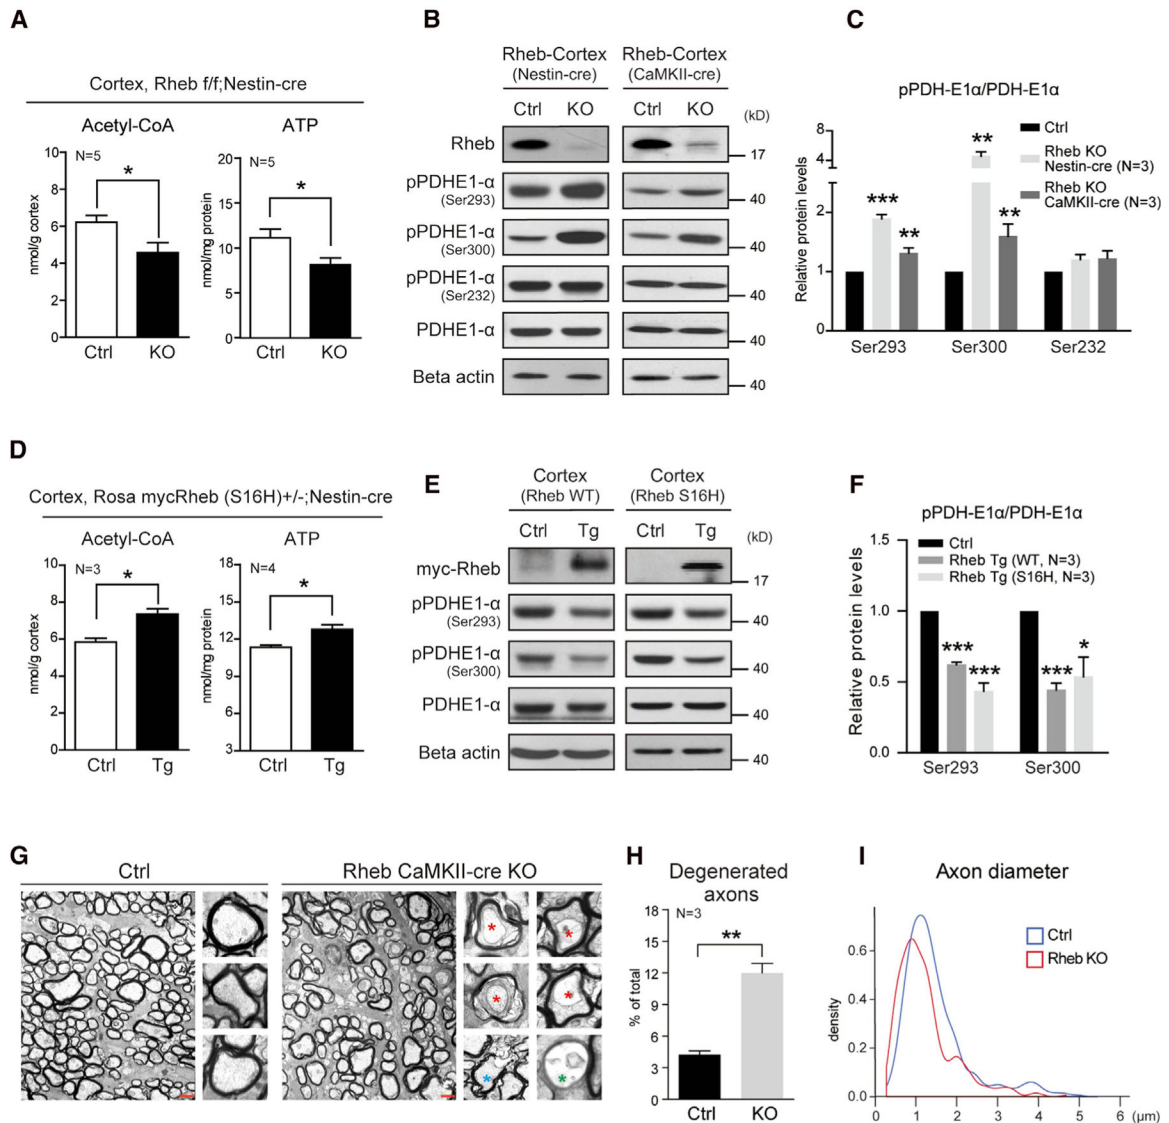 A
Cortex, Rheb f/f;Nestin-cre
Acetyl-CoA
N=5
*
nmol/g cortex
10
8
6
4
2
0
Ctrl KO
ATP
N=5
*
nmol/mg protein
20
15
10
5
0
Ctrl KO
B
Rheb-Cortex
(Nestin-cre)
Rheb-Cortex
(CaMKII-cre)
Ctrl KO Ctrl KO (kD)
Rheb
17
pPDHE1-α
(Ser293)
40
pPDHE1-α
(Ser300)
40
pPDHE1-α
(Ser232)
40
PDHE1-α
40
Beta actin
40
C
pPDH-E1α/PDH-E1α
Ctrl
Rheb KO
Nestin-cre (N=3)
Rheb KO
CaMKII-cre (N=3)
Relative protein levels
8
4
2
1
0
*** ** ** **
Ser293 Ser300 Ser232
D
Cortex, Rosa mycRheb (S16H)+/-;Nestin-cre
Acetyl-CoA
N=3
*
nmol/g cortex
10
8
6
4
2
0
Ctrl Tg
ATP
N=4
*
nmol/mg protein
18
15
12
9
6
3
Ctrl Tg
E
Cortex
(Rheb WT)
Cortex
(Rheb S16H)
Ctrl Tg Ctrl Tg (kD)
myc-Rheb
17
pPDHE1-α
(Ser293)
40
pPDHE1-α
(Ser300)
40
PDHE1-α
40
Beta actin
40
F
pPDH-E1α/PDH-E1α
Ctrl
Rheb Tg (WT, N=3)
Rheb Tg (S16H, N=3)
Relative protein levels
1.5
1.0
0.5
0.0
*** *** *** *
Ser293 Ser300
G
Ctrl
Rheb CaMKII-cre KO
* *
* *
* *
H
Degenerated
axons
N=3
**
% of total
18
15
12
9
6
3
0
Ctrl KO
I
Axon diameter
Ctrl
Rheb KO
density
0.6
0.4
0.2
0.0
0 1 2 3 4 5 6 (μm)